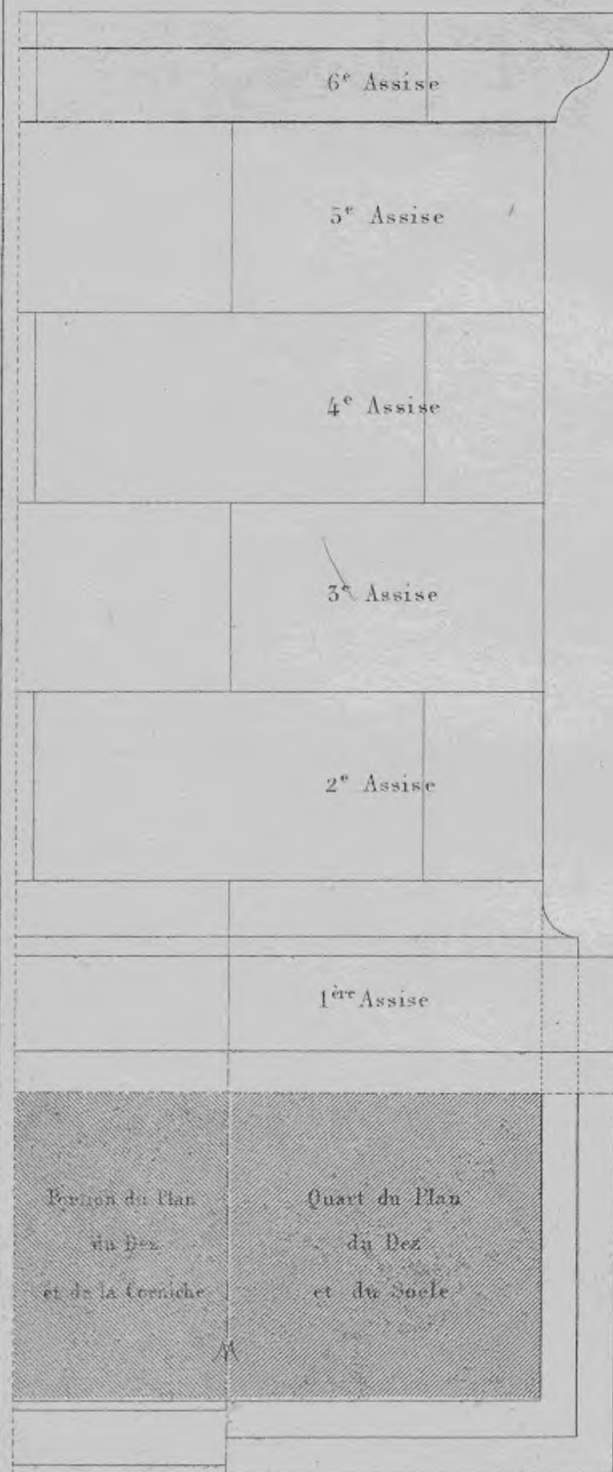 6e Assise
5e Assise
4e Assise
3e Assise
2e Assise
1ère Assise
Portion du Plan
du Dez
et de la Corniche
Quart du Plan
du Dez
et du Socle
M